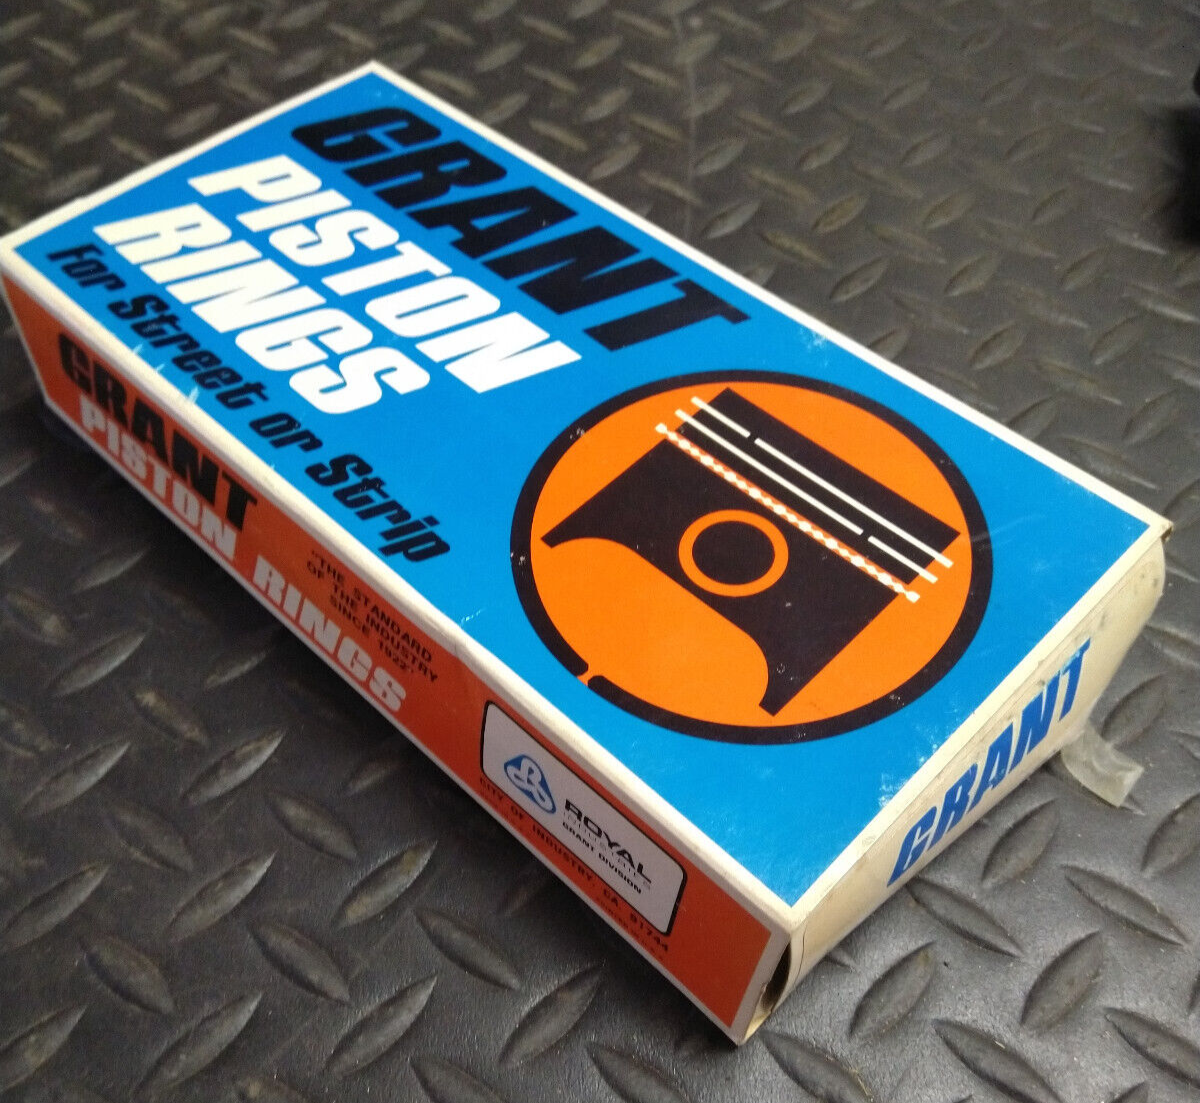 GRANT
PISTON
RINGS
For Street or Strip
GRANT
PISTON RINGS
"THE STANDARD
OF THE INDUSTRY
SINCE 1922"
ROYAL
INDUSTRIES
GRANT DIVISION
CITY OF INDUSTRY, CA. 91744
GRANT